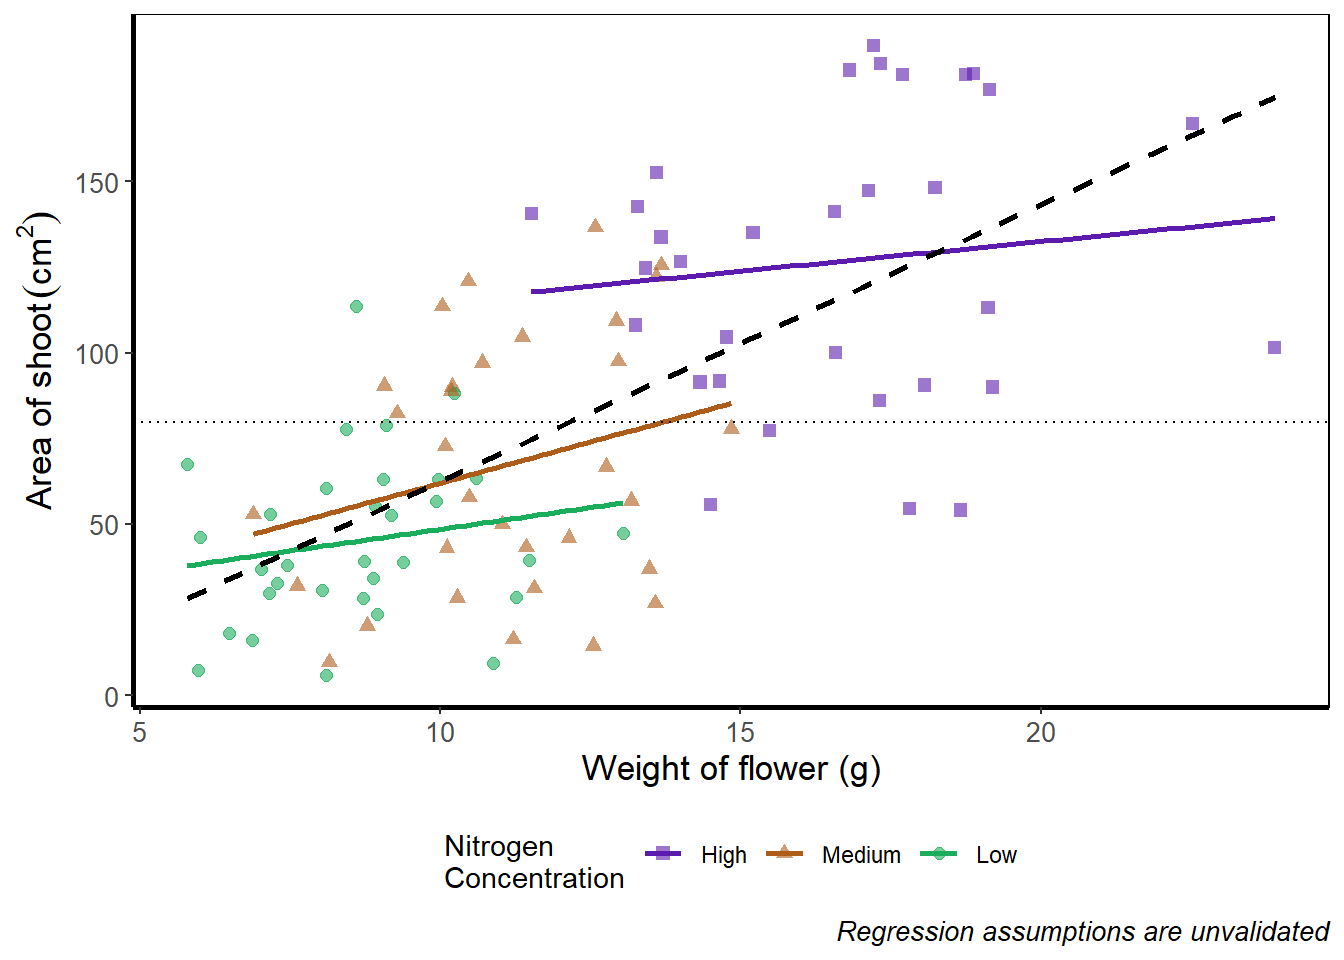 150
100
50
0
Area of shoot(cm²)
5 10 15 20
Weight of flower (g)
Nitrogen
Concentration
High Medium Low
Regression assumptions are unvalidated